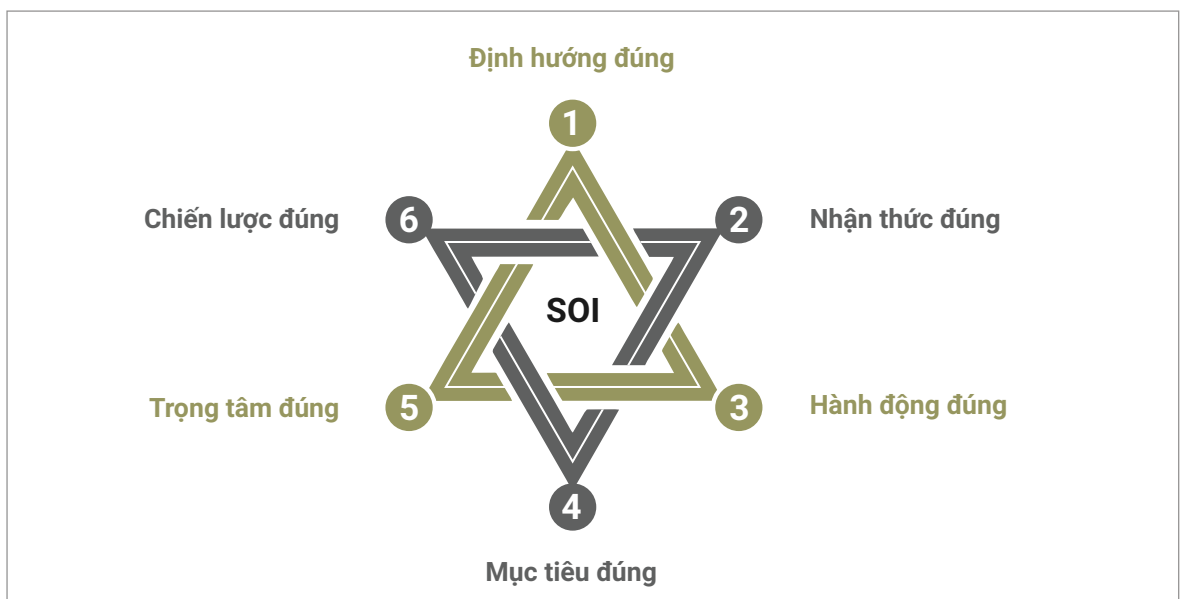 Định hướng đúng
1
Chiến lược đúng
6
2
Nhận thức đúng
SOI
Trọng tâm đúng
5
3
Hành động đúng
4
Mục tiêu đúng